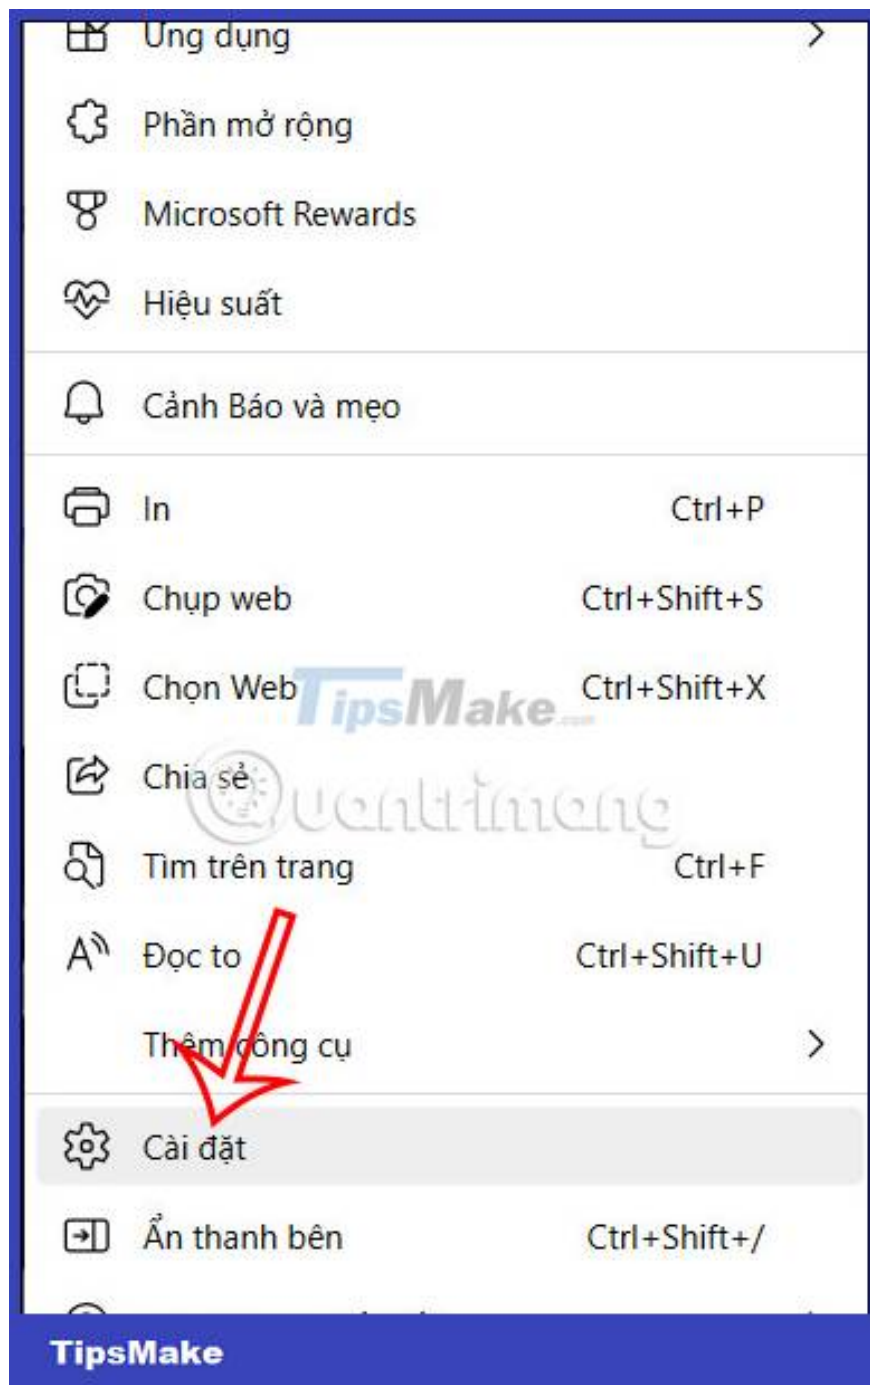 Ứng dụng
Phần mở rộng
Microsoft Rewards
Hiệu suất
Cảnh Báo và mẹo
In Ctrl+P
Chụp web Ctrl+Shift+S
Chọn Web Ctrl+Shift+X
TipsMake.com
Chia sẻ
Quantrimang
Tìm trên trang Ctrl+F
Đọc to Ctrl+Shift+U
Thêm công cụ
Cài đặt
Ẩn thanh bên Ctrl+Shift+/
TipsMake